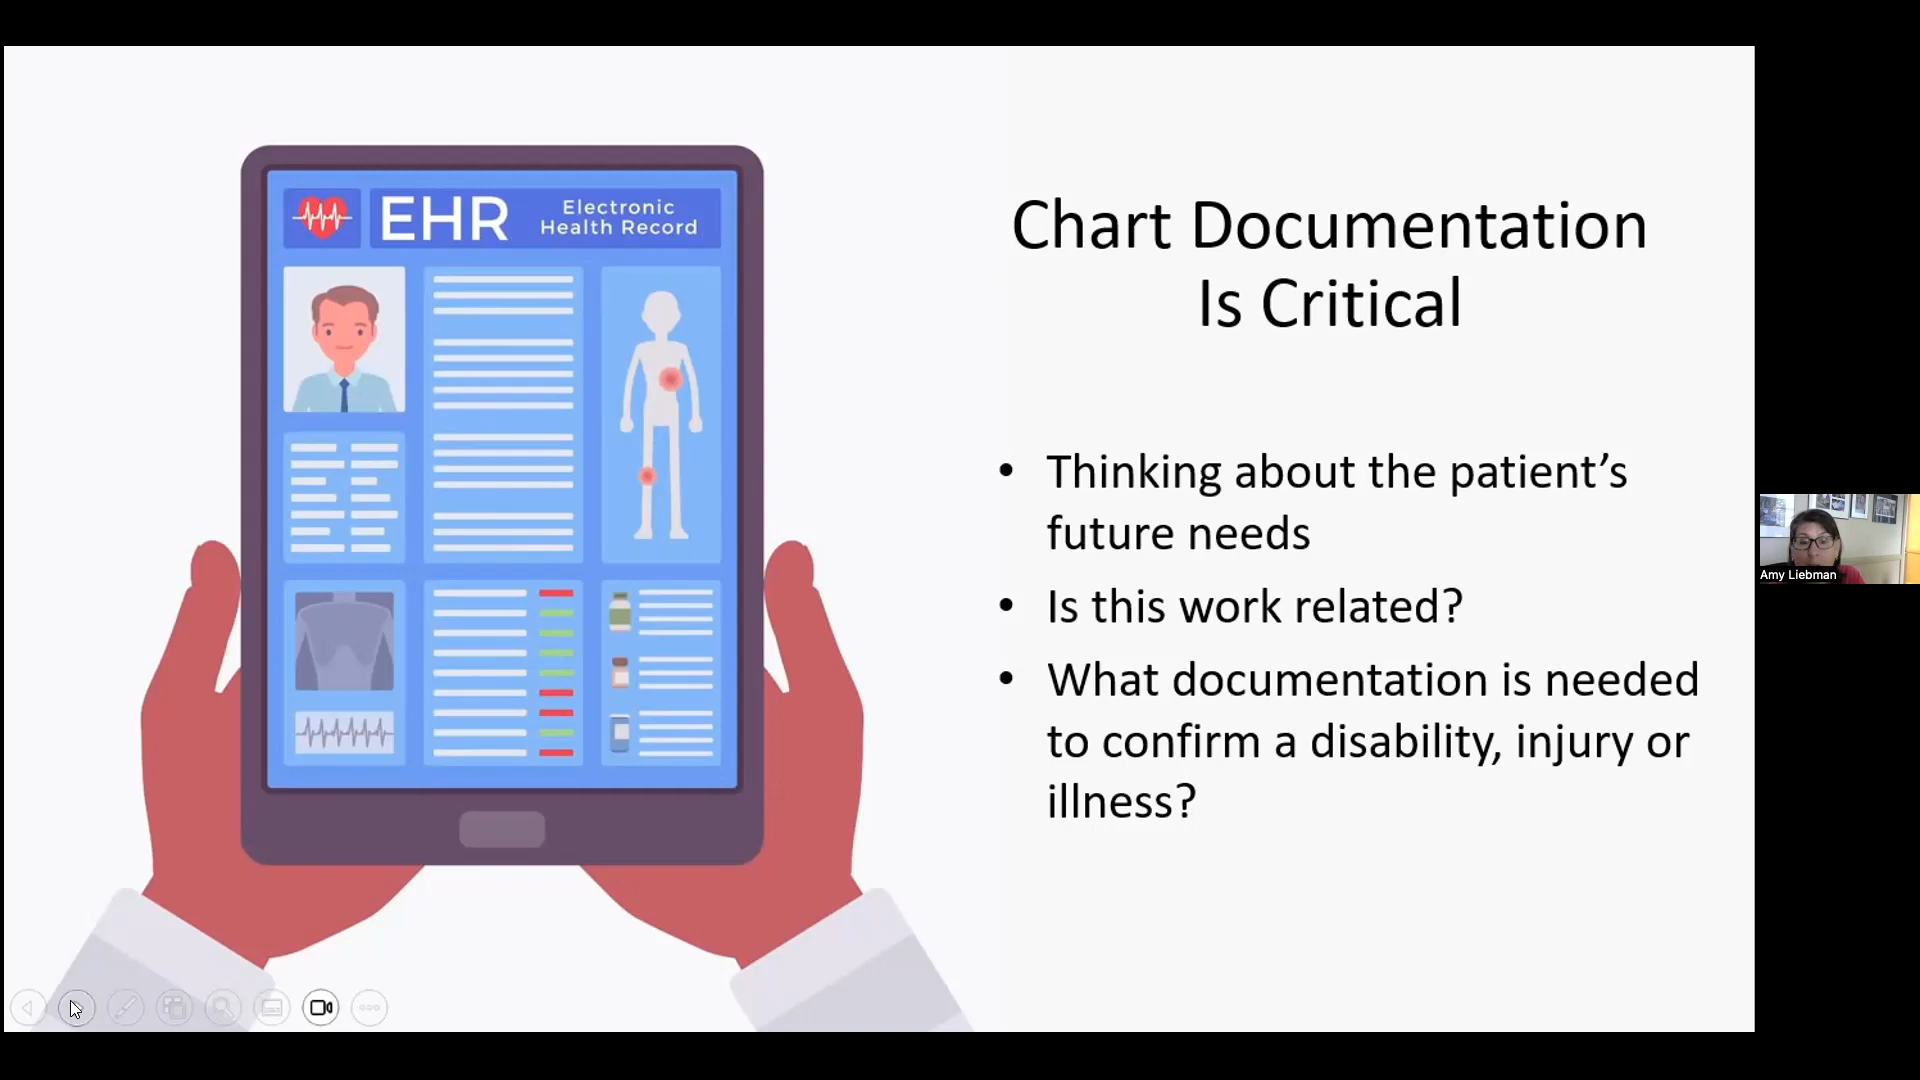 EHR
Electronic
Health Record
Chart Documentation
Is Critical
• Thinking about the patient’s
future needs
• Is this work related?
• What documentation is needed
to confirm a disability, injury or
illness?
Amy Liebman